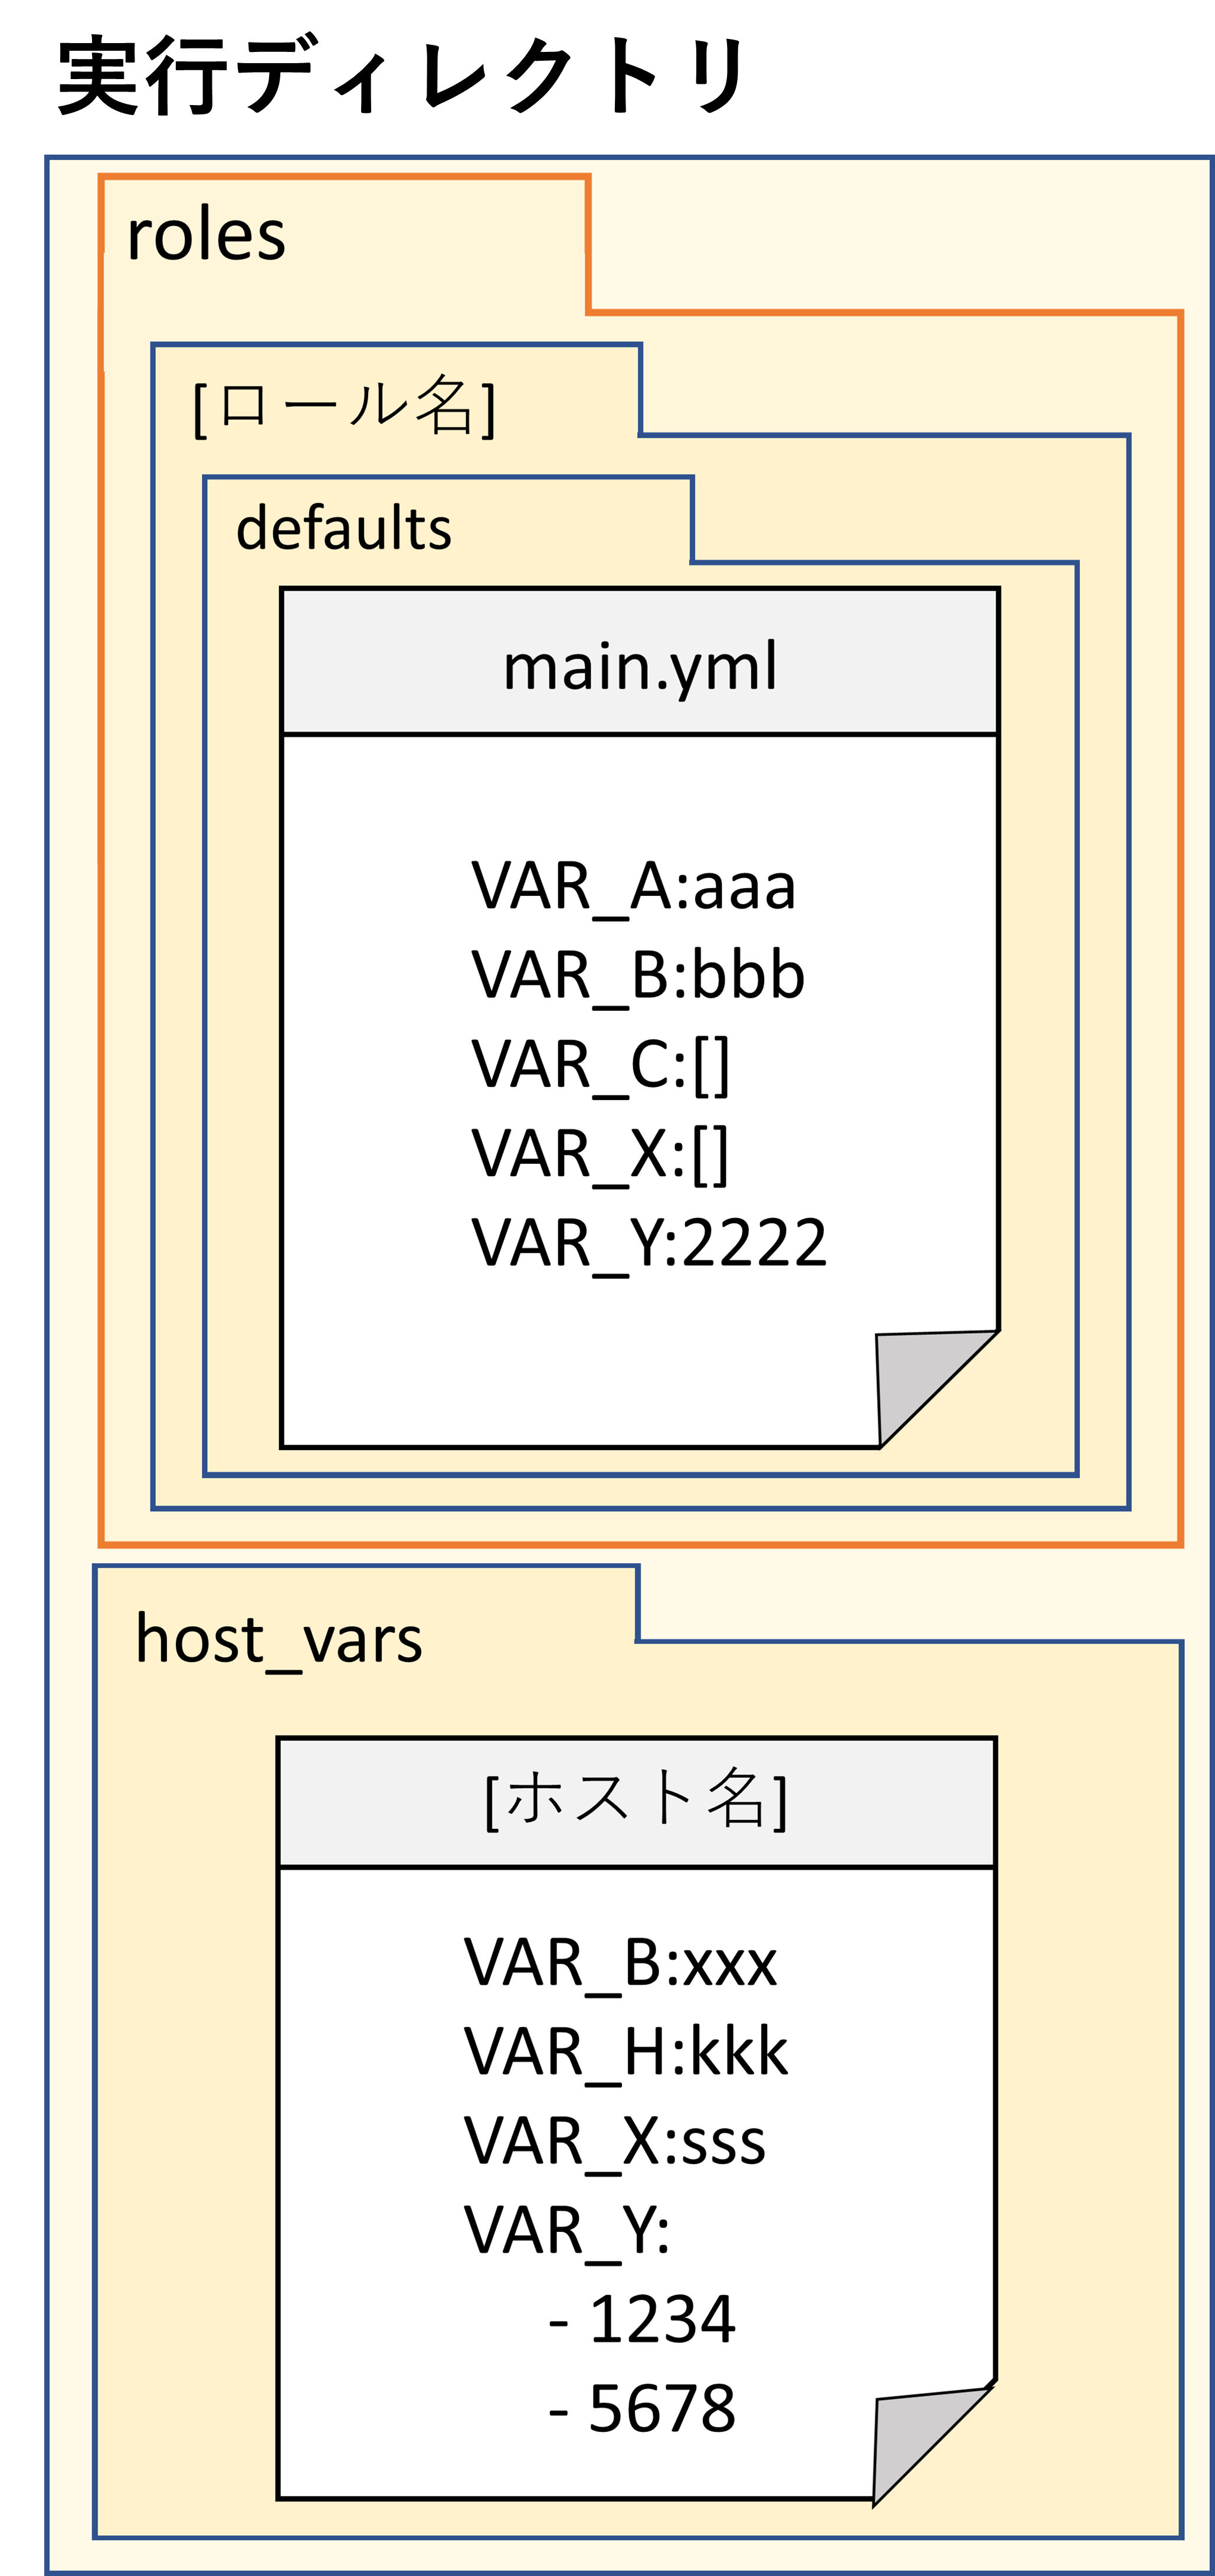 実行ディレクトリ
roles
[ロール名]
defaults
main.yml
VAR_A:aaa
VAR_B:bbb
VAR_C:[]
VAR_X:[]
VAR_Y:2222
host_vars
[ホスト名]
VAR_B:xxx
VAR_H:kkk
VAR_X:sss
VAR_Y:
- 1234
- 5678